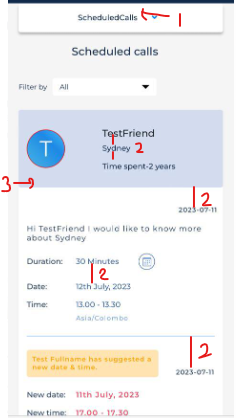 ScheduledCalls
1
Scheduled calls
Filter by All
T
TestFriend
Sydney 2
Time spent-2 years
3
12
2023-07-11
Hi TestFriend I would like to know more
about Sydney
Duration: 30 Minutes
12
Date: 12th July, 2023
Time: 13.00 - 13.30
Asia/Colombo
12
Test Fullname has suggested a
new date & time.
2023-07-11
New date: 11th July, 2023
New time: 17.00 - 17.30